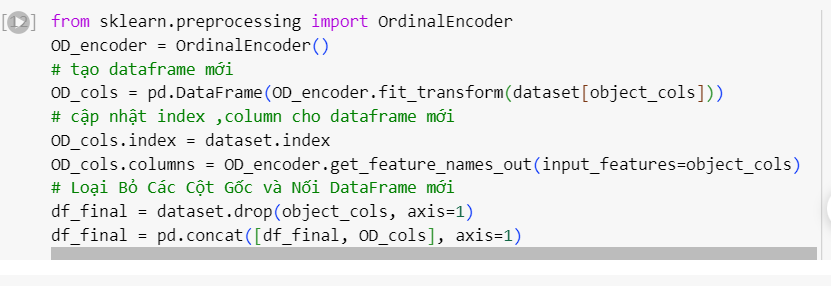 [12] from sklearn.preprocessing import OrdinalEncoder
OD_encoder = OrdinalEncoder()
# tạo dataframe mới
OD_cols = pd.DataFrame(OD_encoder.fit_transform(dataset[object_cols]))
# cập nhật index ,column cho dataframe mới
OD_cols.index = dataset.index
OD_cols.columns = OD_encoder.get_feature_names_out(input_features=object_cols)
# Loại Bỏ Các Cột Gốc và Nối DataFrame mới
df_final = dataset.drop(object_cols, axis=1)
df_final = pd.concat([df_final, OD_cols], axis=1)